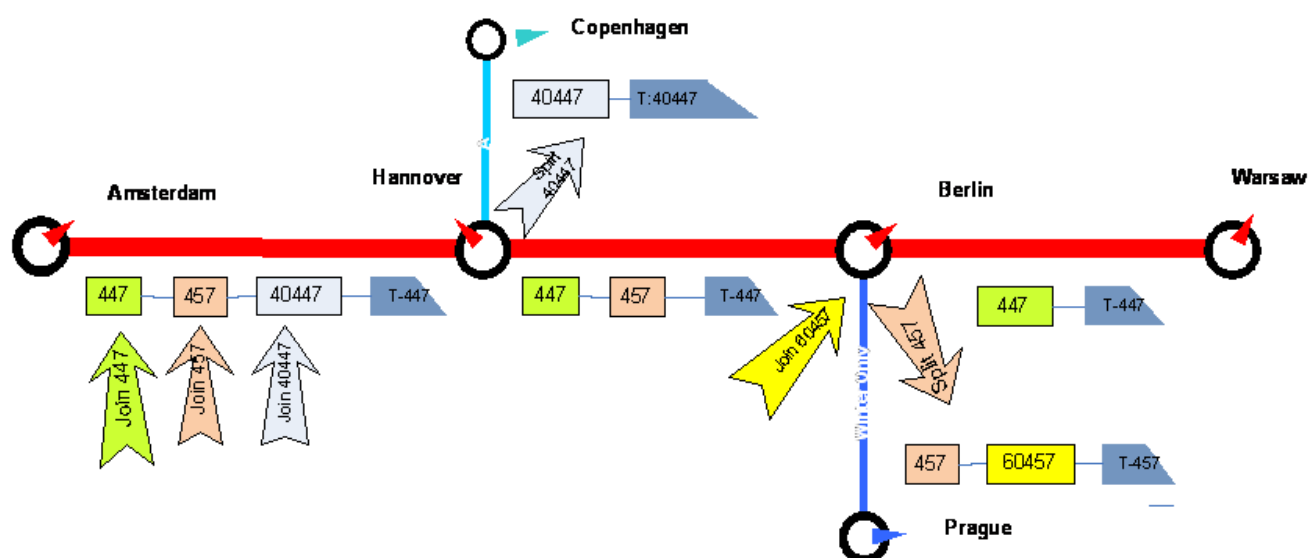 Copenhagen
40447
T:40447
A
Split
40447
Hannover
Amsterdam
Berlin
Warsaw
447
457
40447
T-447
447
457
T-447
447
T-447
Join 447
Join 457
Join 40447
Join 60457
Split 457
Winter Only
457
60457
T-457
Prague